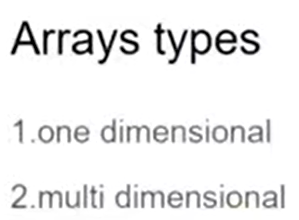 Arrays types
1.one dimensional
2.multi dimensional